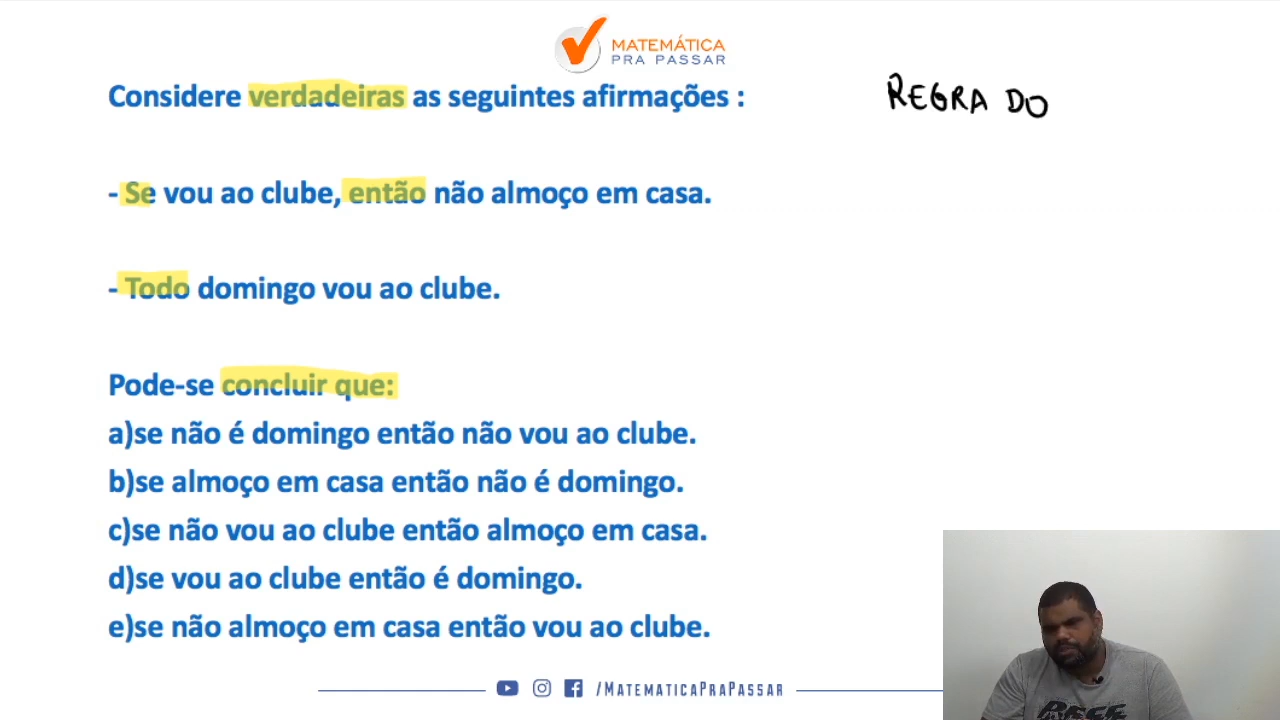 MATEMÁTICA
PRA PASSAR
Considere verdadeiras as seguintes afirmações :
REGRA DO
- Se vou ao clube, então não almoço em casa.
- Todo domingo vou ao clube.
Pode-se concluir que:
a)se não é domingo então não vou ao clube.
b)se almoço em casa então não é domingo.
c)se não vou ao clube então almoço em casa.
d)se vou ao clube então é domingo.
e)se não almoço em casa então vou ao clube.
/MATEMATICAPRAPASSAR